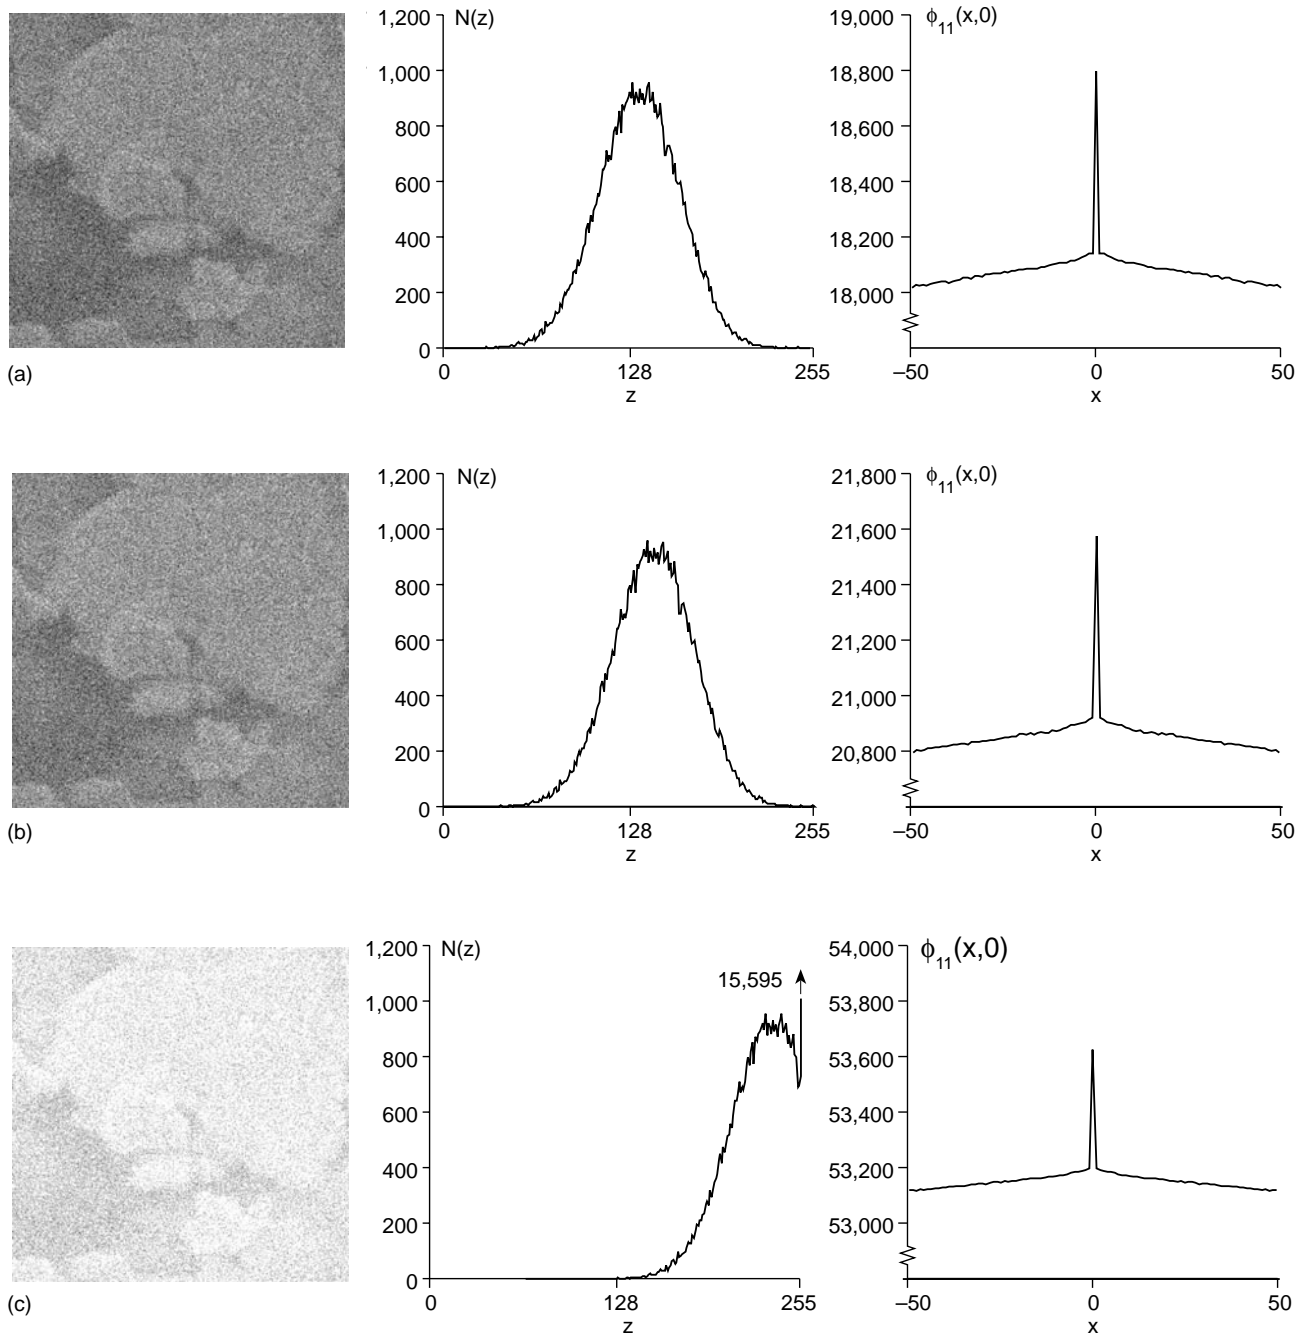 1,200 N(z)
1,000
800
600
400
200
0
0 128 255
z
19,000 ϕ11(x,0)
18,800
18,600
18,400
18,200
18,000
–50 0 50
x
(a)
1,200 N(z)
1,000
800
600
400
200
0
0 128 255
z
21,800 ϕ11(x,0)
21,600
21,400
21,200
21,000
20,800
–50 0 50
x
(b)
1,200 N(z)
15,595
1,000
800
600
400
200
0
0 128 255
z
54,000 ϕ11(x,0)
53,800
53,600
53,400
53,200
53,000
–50 0 50
x
(c)